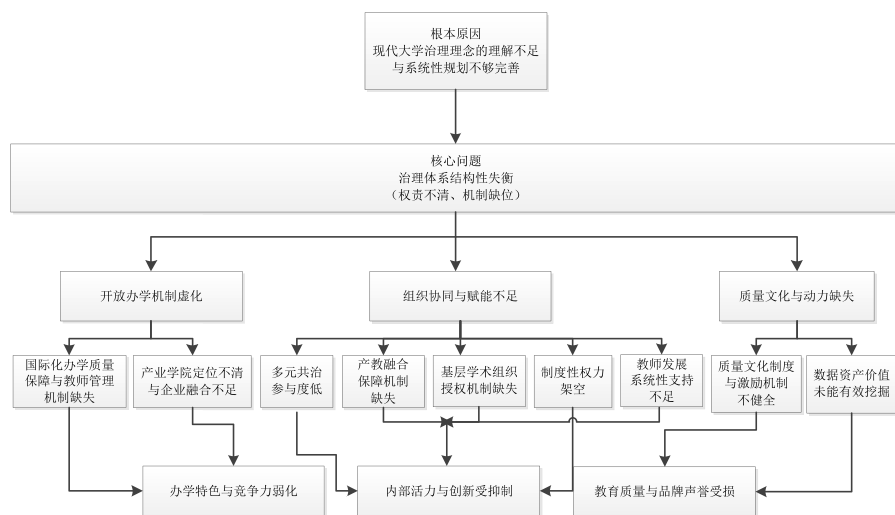 根本原因
现代大学治理理念的理解不足
与系统性规划不够完善
核心问题
治理体系结构性失衡
（权责不清、机制缺位）
开放办学机制虚化
组织协同与赋能不足
质量文化与动力缺失
国际化办学质量
保障与教师管理
机制缺失
产业学院定位不清
与企业融合不足
多元共治
参与度低
产教融合
保障机制
缺失
基层学术组织
授权机制缺失
制度性权力
架空
教师发展
系统性支持
不足
质量文化制度
与激励机制
不健全
数据资产价值
未能有效挖掘
办学特色与竞争力弱化
内部活力与创新受抑制
教育质量与品牌声誉受损